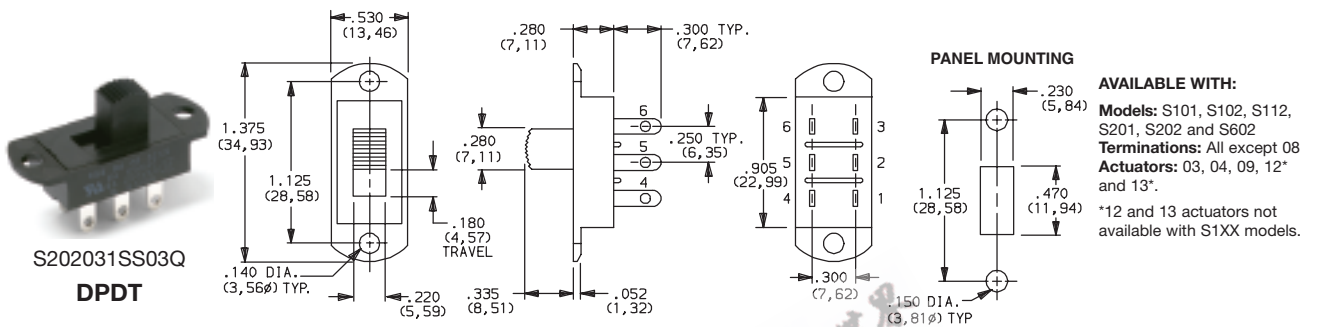 S202031SS03Q
DPDT
.530
(13,46)
1.375
(34,93)
1.125
(28,58)
.180
(4,57)
TRAVEL
.140 DIA.
(3,56ø) TYP.
.220
(5,59)
.280
(7,11)
.300 TYP.
(7,62)
.280
(7,11)
6
5
4
.250 TYP.
(6,35)
.335
(8,51)
.052
(1,32)
.905
(22,99)
6 3
5 2
4 1
.300
(7,62)
PANEL MOUNTING
.230
(5,84)
1.125
(28,58)
.470
(11,94)
.150 DIA.
(3,81ø) TYP
AVAILABLE WITH:
Models: S101, S102, S112,
S201, S202 and S602
Terminations: All except 08
Actuators: 03, 04, 09, 12*
and 13*.
*12 and 13 actuators not
available with S1XX models.